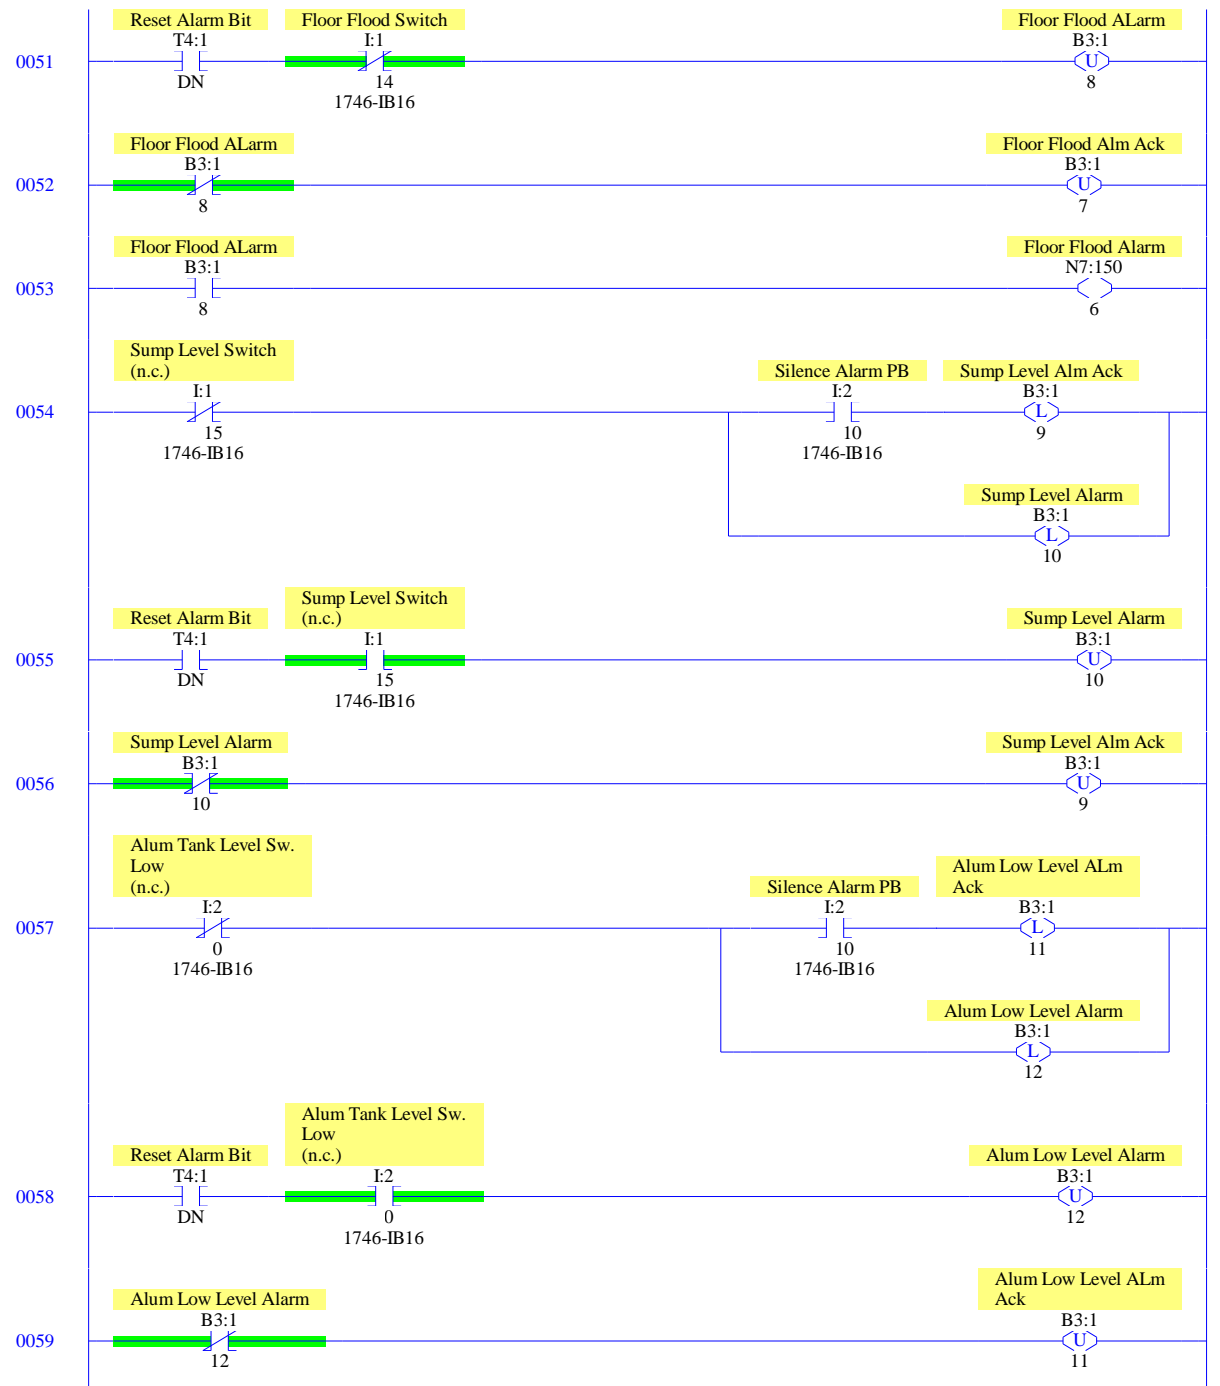 Reset Alarm Bit Floor Flood Switch Floor Flood ALarm
T4:1 I:1 B3:1
0051 U
DN 14 8
1746-IB16
Floor Flood ALarm Floor Flood Alm Ack
B3:1 B3:1
0052 U
8 7
Floor Flood ALarm Floor Flood Alarm
B3:1 N7:150
0053
8 6
Sump Level Switch
(n.c.) Silence Alarm PB Sump Level Alm Ack
I:1 I:2 B3:1
0054 L
15 10 9
1746-IB16 1746-IB16
Sump Level Alarm
B3:1
L
10
Sump Level Switch
Reset Alarm Bit (n.c.) Sump Level Alarm
T4:1 I:1 B3:1
0055 U
DN 15 10
1746-IB16
Sump Level Alarm Sump Level Alm Ack
B3:1 B3:1
0056 U
10 9
Alum Tank Level Sw.
Low Alum Low Level ALm
(n.c.) Silence Alarm PB Ack
I:2 I:2 B3:1
0057 L
0 10 11
1746-IB16 1746-IB16
Alum Low Level Alarm
B3:1
L
12
Alum Tank Level Sw.
Low
Reset Alarm Bit (n.c.) Alum Low Level Alarm
T4:1 I:2 B3:1
0058 U
DN 0 12
1746-IB16
Alum Low Level ALm
Alum Low Level Alarm Ack
B3:1 B3:1
0059 U
12 11